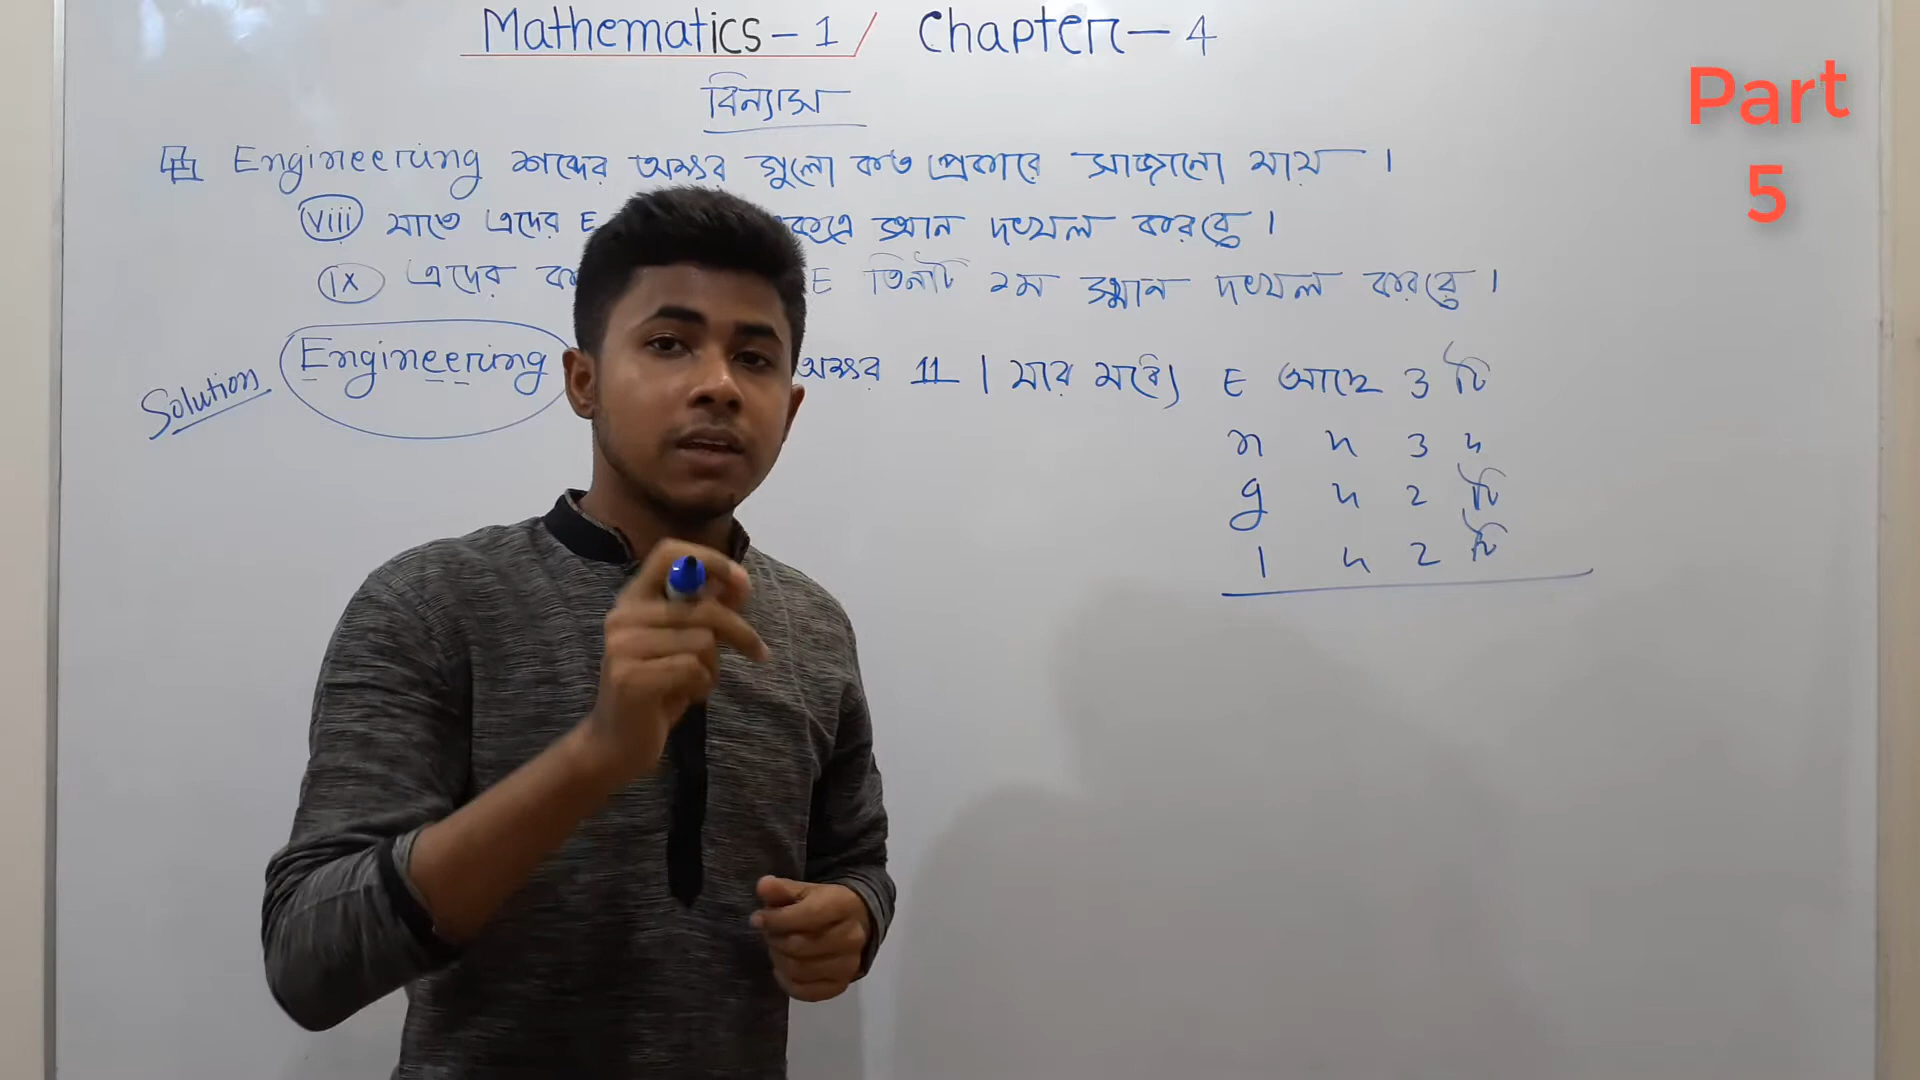 Mathematics - 1 / Chapter - 4
Part
5
বিন্যাস
Engineering শব্দের অক্ষর গুলো কত প্রকারে সাজানো যায় ।
viii যাতে এদের E একত্রে স্থান দখল করবে ।
ix এদের E তিনটি ১ম স্থান দখল করবে ।
Solution Engineering অক্ষর 11 । যার মধ্যে E আছে 3 টি
n " 3 "
g " 2 টি
I " 2 টি